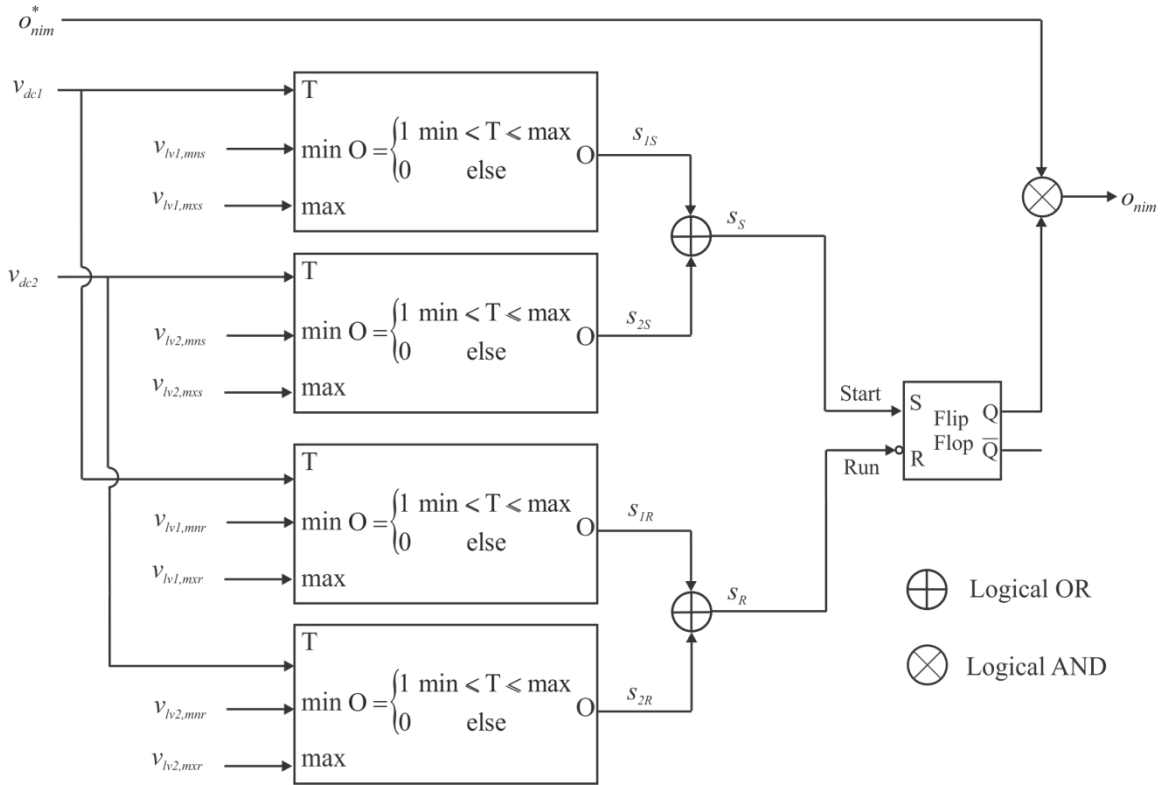 o*nim
vdc1
T
min O = {1 min < T ⩽ max
0 else
O
max
vlv1,mns
vlv1,mxs
s1S
vdc2
T
min O = {1 min < T ⩽ max
0 else
O
max
vlv2,mns
vlv2,mxs
s2S
sS
onim
Start
Run
S
R
Flip
Flop
Q
Q̅
T
min O = {1 min < T ⩽ max
0 else
O
max
vlv1,mnr
vlv1,mxr
s1R
sR
T
min O = {1 min < T ⩽ max
0 else
O
max
vlv2,mnr
vlv2,mxr
s2R
Logical OR
Logical AND